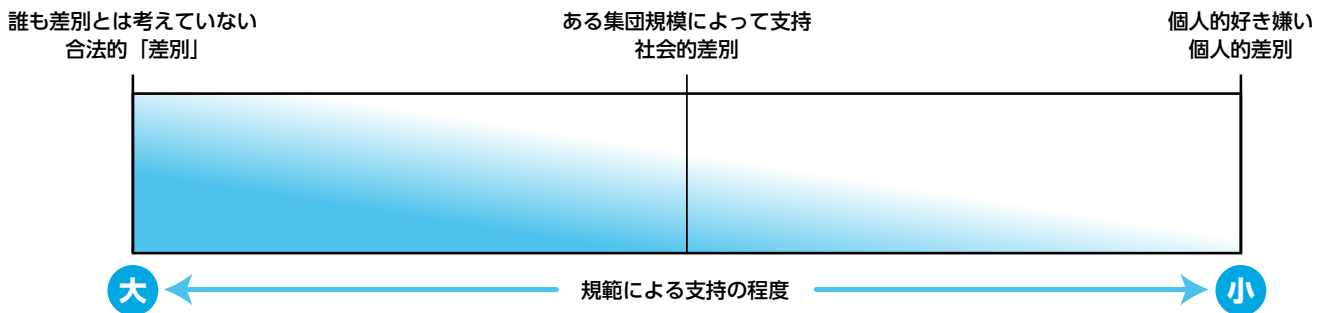 誰も差別とは考えていない
合法的「差別」
ある集団規模によって支持
社会的差別
個人的好き嫌い
個人的差別
大
規範による支持の程度
小